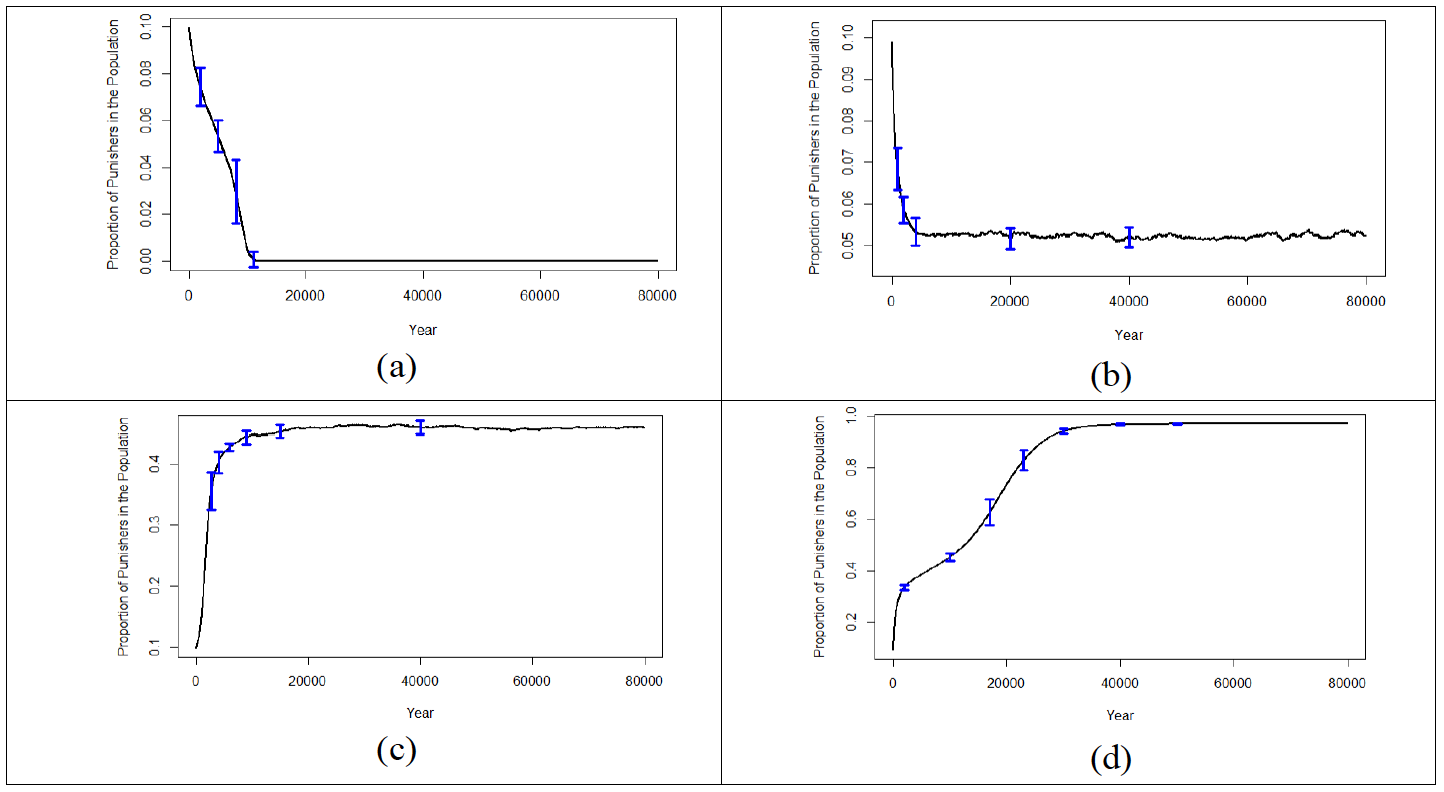 Proportion of Punishers in the Population
0.10
0.08
0.06
0.04
0.02
0.00
0 20000 40000 60000 80000
Year
(a)
Proportion of Punishers in the Population
0.10
0.09
0.08
0.07
0.06
0.05
0 20000 40000 60000 80000
Year
(b)
Proportion of Punishers in the Population
0.4
0.3
0.2
0.1
0 20000 40000 60000 80000
Year
(c)
Proportion of Punishers in the Population
1.0
0.8
0.6
0.4
0.2
0 20000 40000 60000 80000
Year
(d)